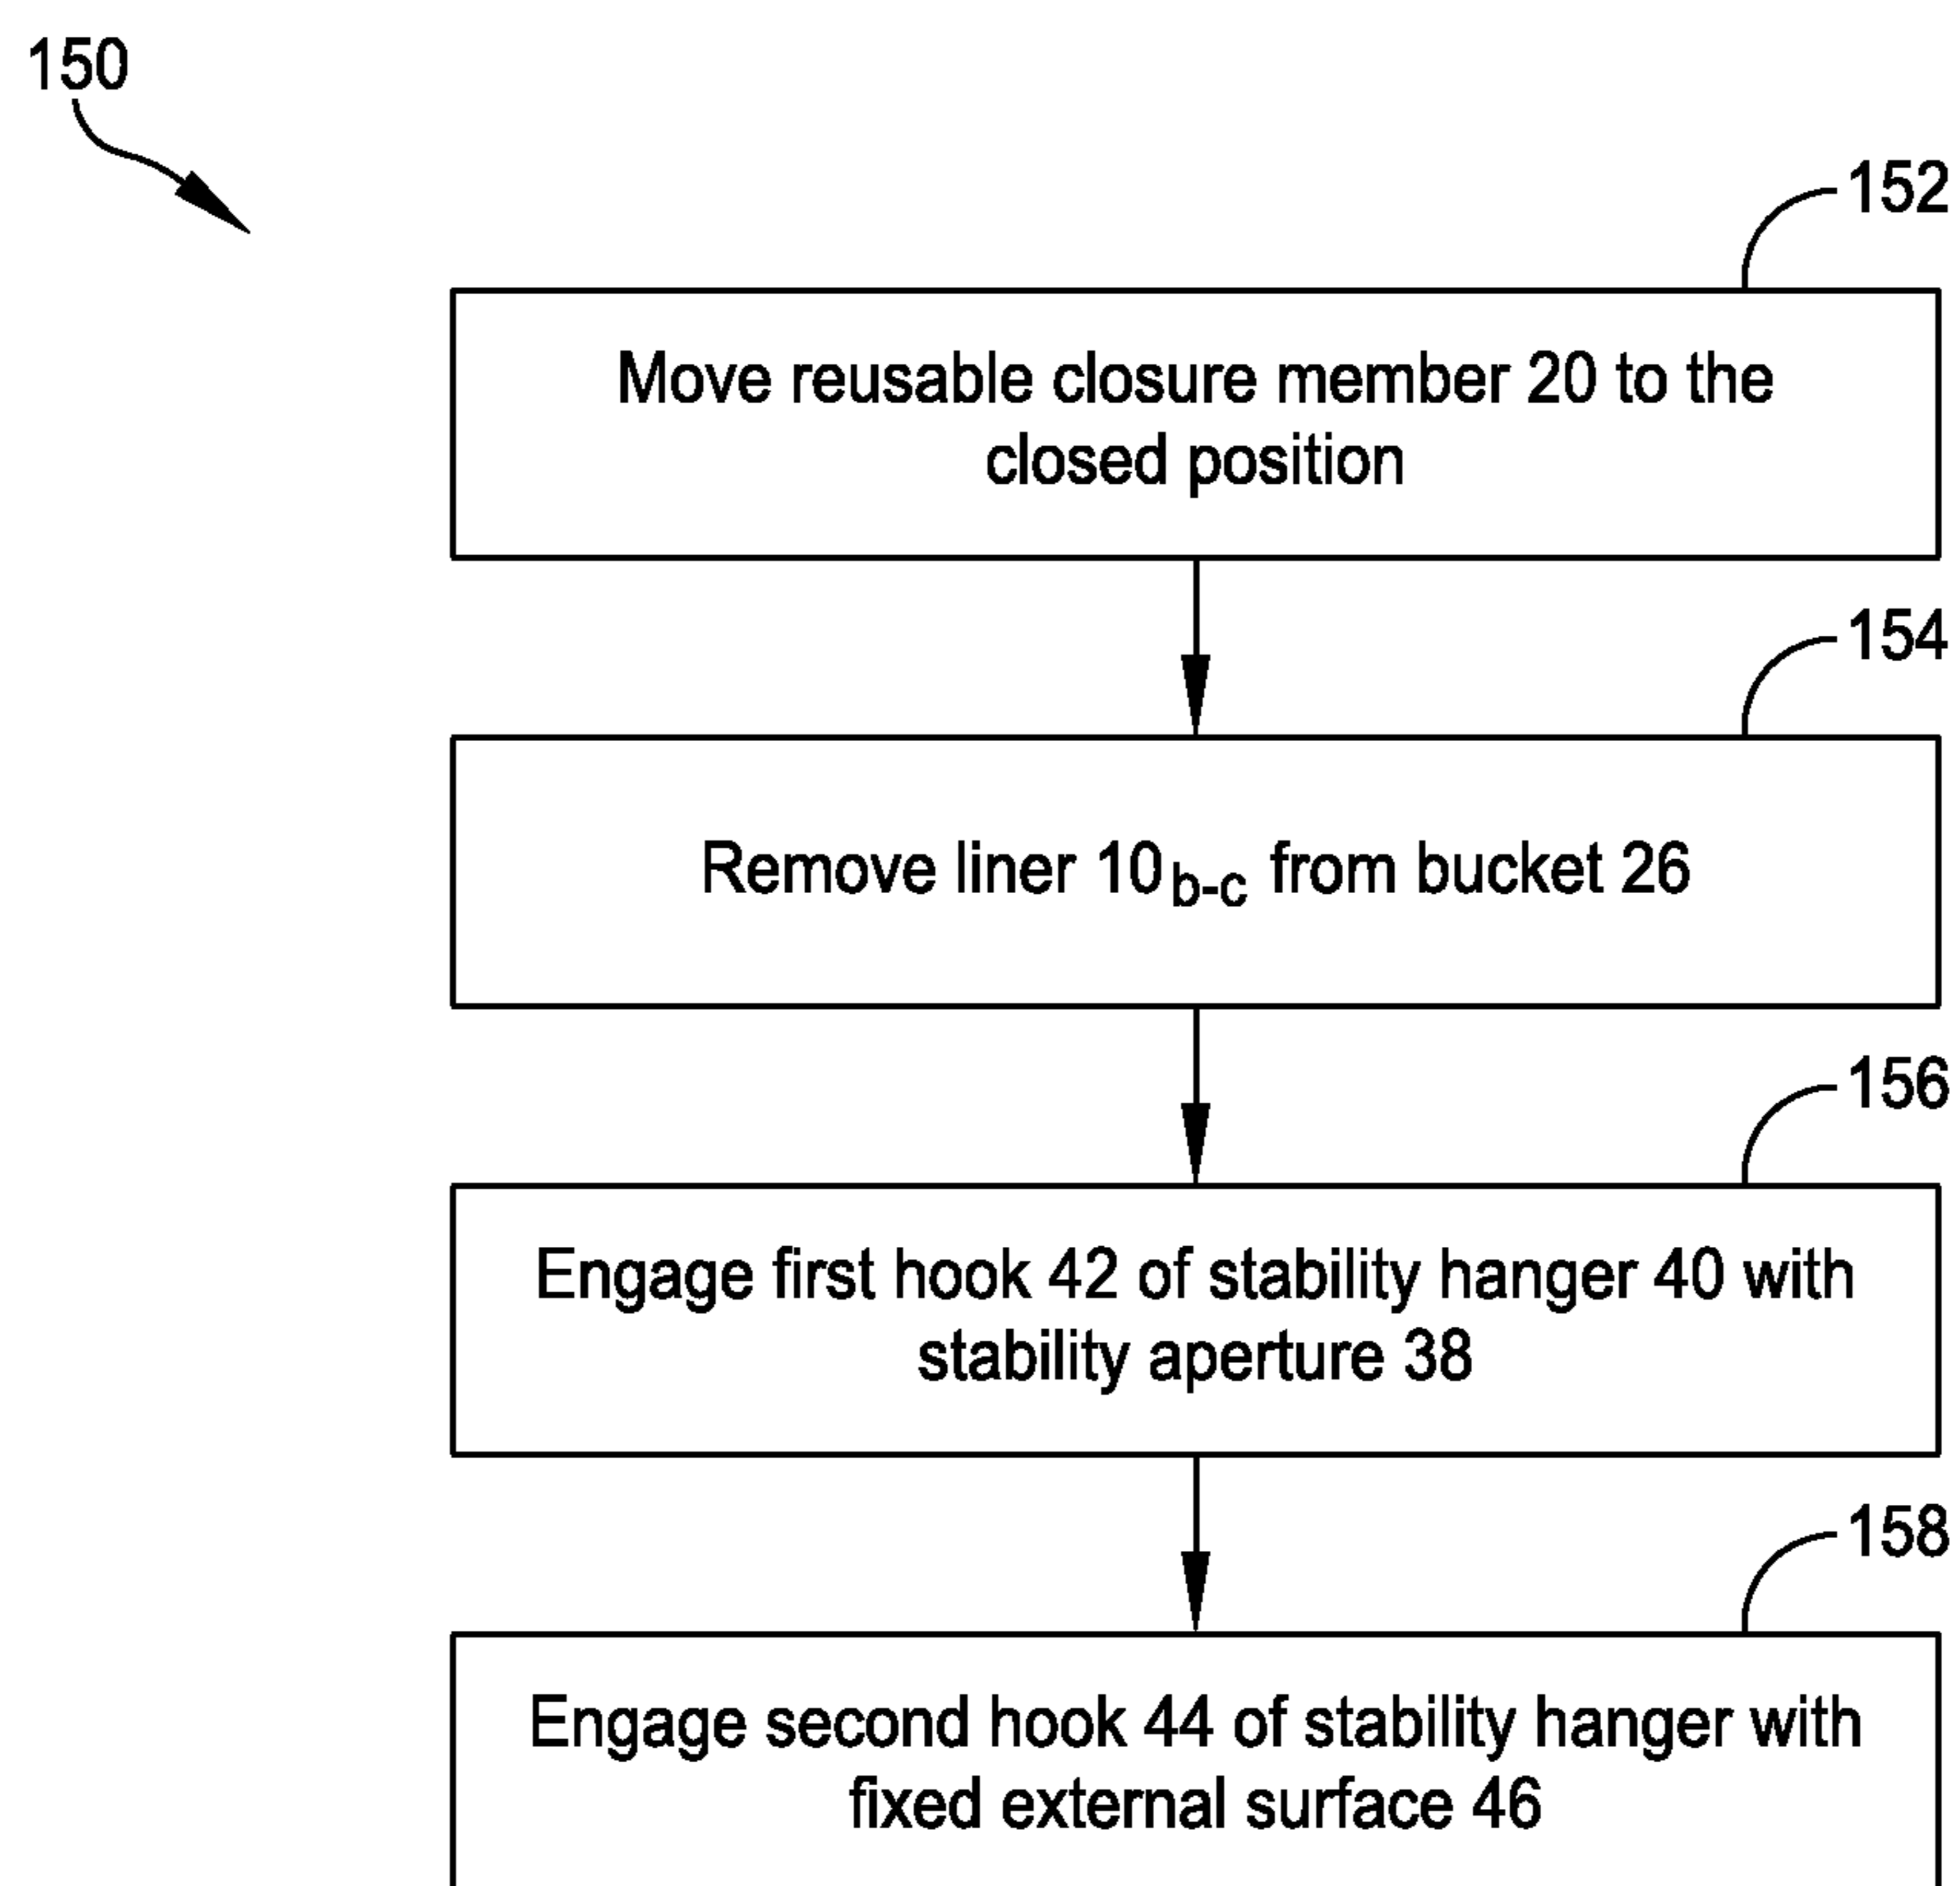 150
152
Move reusable closure member 20 to the
closed position
154
Remove liner 10b-c from bucket 26
156
Engage first hook 42 of stability hanger 40 with
stability aperture 38
158
Engage second hook 44 of stability hanger with
fixed external surface 46